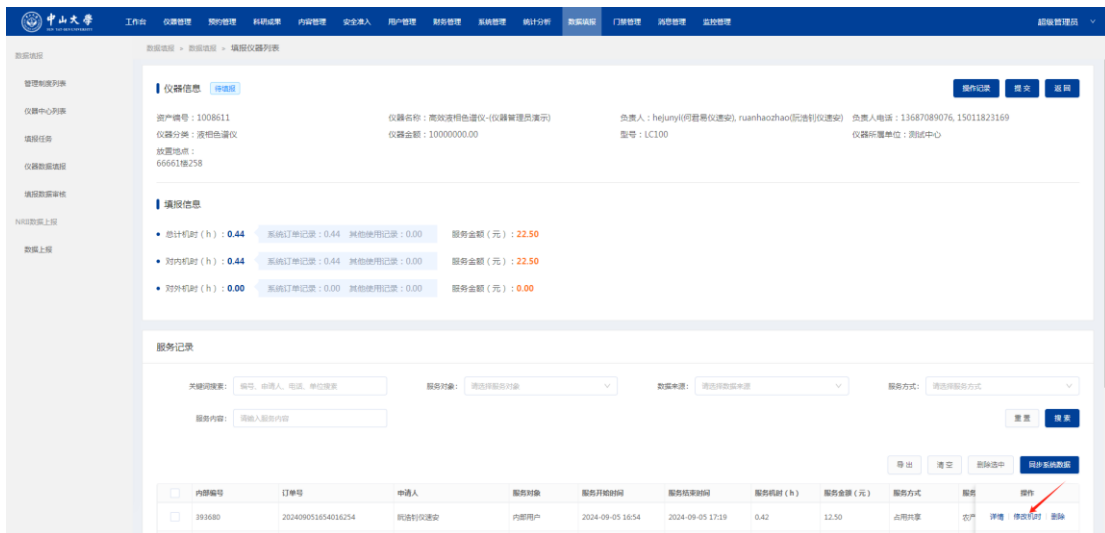 中山大學
SUN YAT-SEN UNIVERSITY
工作台 仪器管理 预约管理 科研成果 内容管理 安全准入 用户管理 财务管理 系统管理 统计分析 数据填报 门禁管理 消息管理 监控管理 超级管理员
数据填报 > 数据填报 > 填报仪器列表
数据填报
管理制度列表
仪器中心列表
填报任务
仪器数据填报
填报数据审核
NRII数据上报
数据上报
仪器信息 待填报 操作记录 提交 返回
资产编号：1008611 仪器名称：高效液相色谱仪-(仪器管理员演示) 负责人：hejunyi(何君易仪速安), ruanhaozhao(阮浩钊仪速安) 负责人电话：13687089076, 15011823169
仪器分类：液相色谱仪 仪器金额：10000000.00 型号：LC100 仪器所属单位：测试中心
放置地点：
66661楼258
填报信息
总计机时（h）：0.44 系统订单记录：0.44 其他使用记录：0.00 服务金额（元）：22.50
对内机时（h）：0.44 系统订单记录：0.44 其他使用记录：0.00 服务金额（元）：22.50
对外机时（h）：0.00 系统订单记录：0.00 其他使用记录：0.00 服务金额（元）：0.00
服务记录
关键词搜索： 编号、申请人、电话、单位搜索 服务对象： 请选择服务对象 数据来源： 请选择数据来源 服务方式： 请选择服务方式
服务内容： 请输入服务内容 重置 搜索
导出 清空 删除选中 同步系统数据
内部编号 订单号 申请人 服务对象 服务开始时间 服务结束时间 服务机时（h） 服务金额（元） 服务方式 服务 操作
393680 202409051654016254 阮浩钊仪速安 内部用户 2024-09-05 16:54 2024-09-05 17:19 0.42 12.50 占用共享 农产 详情 修改机时 删除